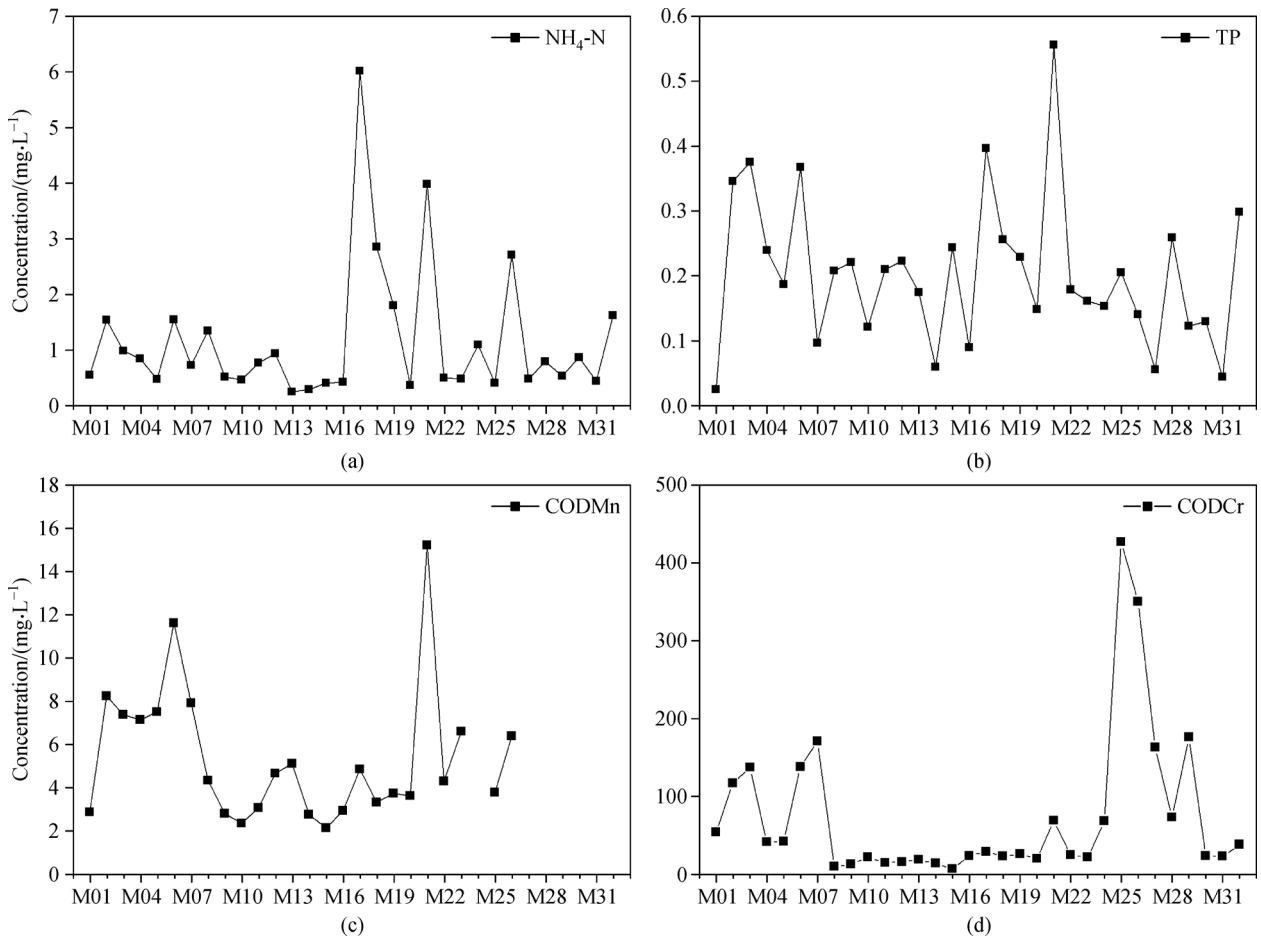 NH₄-N
Concentration/(mg·L⁻¹)
7
6
5
4
3
2
1
0
M01 M04 M07 M10 M13 M16 M19 M22 M25 M28 M31
(a)
TP
0.6
0.5
0.4
0.3
0.2
0.1
0.0
M01 M04 M07 M10 M13 M16 M19 M22 M25 M28 M31
(b)
CODMn
Concentration/(mg·L⁻¹)
18
16
14
12
10
8
6
4
2
0
M01 M04 M07 M10 M13 M16 M19 M22 M25 M28 M31
(c)
CODCr
500
400
300
200
100
0
M01 M04 M07 M10 M13 M16 M19 M22 M25 M28 M31
(d)